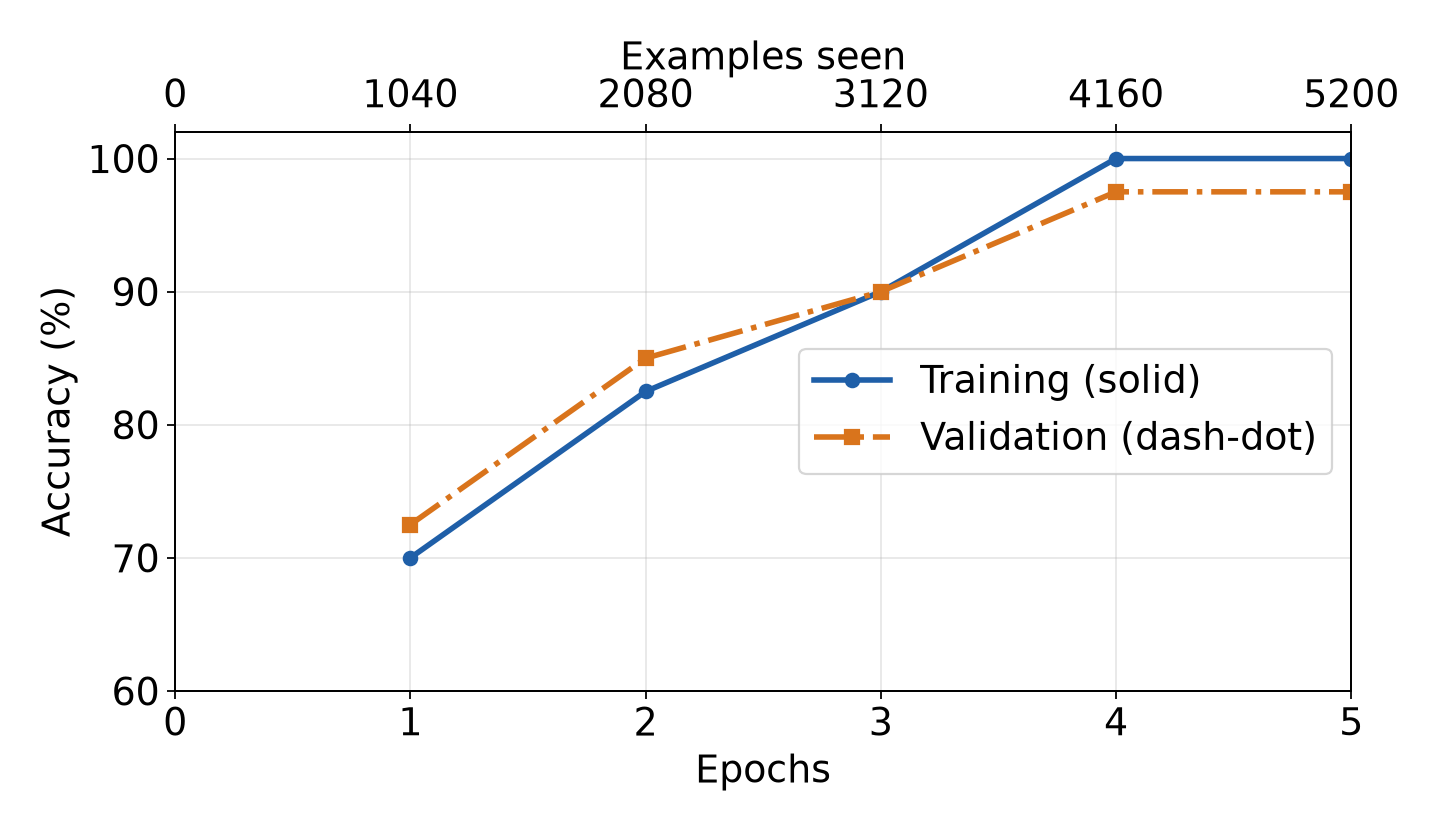 Examples seen
0 1040 2080 3120 4160 5200
100
90
80
70
60
Accuracy (%)
Training (solid)
Validation (dash-dot)
0 1 2 3 4 5
Epochs